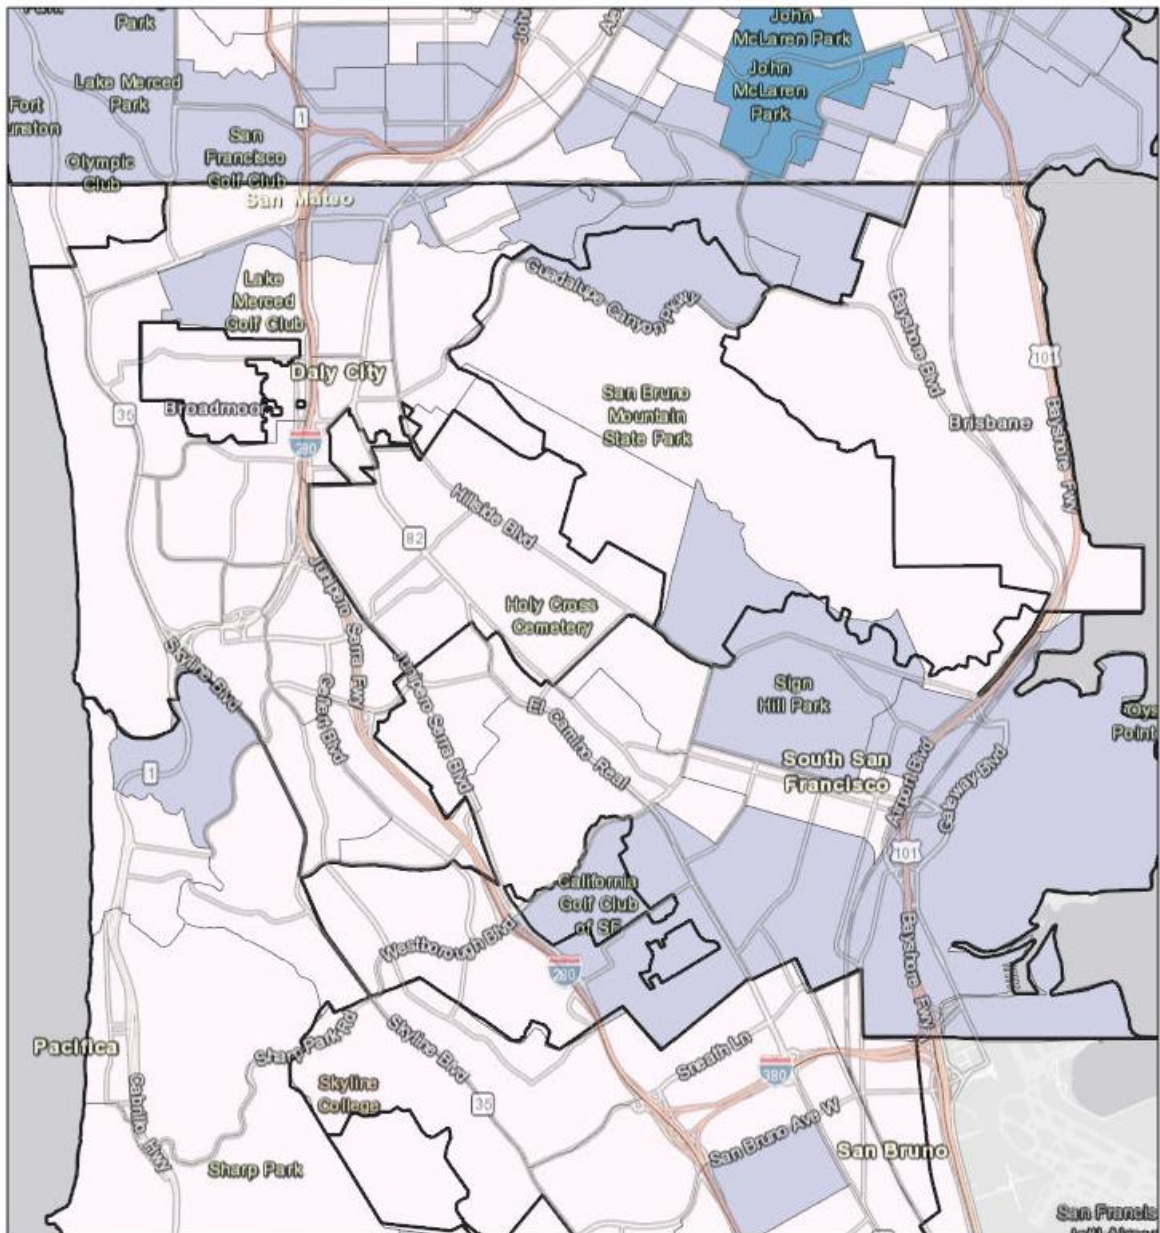 Park
Lake Merced
Park
Fort
Olympic
Club
1
San
Francisco
Golf Club
San Mateo
John
McLaren Park
John
McLaren
Park
Lake
Merced
Golf Club
Guadalupe Canyon Pkwy
Bayshore Blvd
101
Daly City
Broadmoor
35
280
San Bruno
Mountain
State Park
Brisbane
Bayshore Fwy
Hillside Blvd
82
Junipero Serra Fwy
Holy Cross
Cemetery
Skyline Blvd
Gellert Blvd
Junipero Serra Blvd
El Camino Real
Sign
Hill Park
Oys
Point
South San
Francisco
Airport Blvd
Gateway Blvd
1
101
California
Golf Club
of SF
Westborough Blvd
280
Bayshore Fwy
Pacifica
Sharp Park Rd
Skyline Blvd
Sneath Ln
380
Skyline
College
35
Cabrillo Hwy
San Bruno Ave W
San Bruno
Sharp Park
San Francis